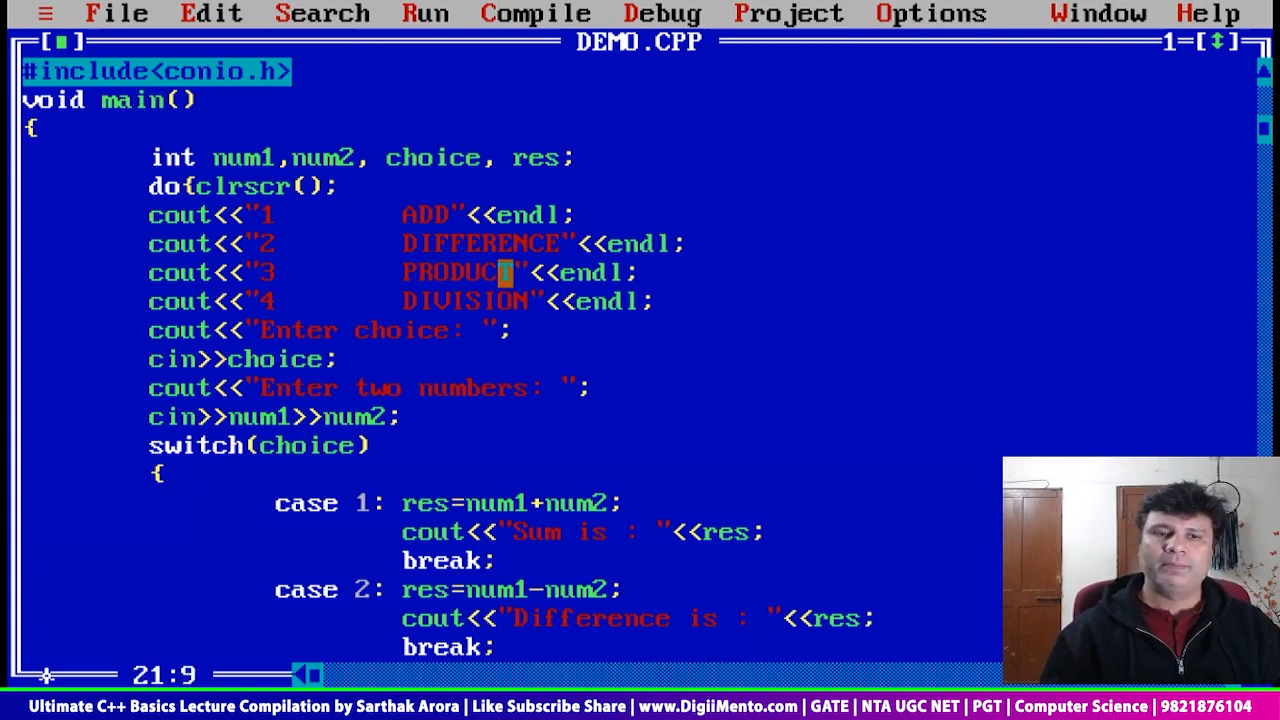 ≡ File Edit Search Run Compile Debug Project Options Window Help
[■] DEMO.CPP 1=[↕]
#include<conio.h>
void main()
{
int num1,num2, choice, res;
do{clrscr();
cout<<"1 ADD"<<endl;
cout<<"2 DIFFERENCE"<<endl;
cout<<"3 PRODUCT"<<endl;
cout<<"4 DIVISION"<<endl;
cout<<"Enter choice: ";
cin>>choice;
cout<<"Enter two numbers: ";
cin>>num1>>num2;
switch(choice)
{
case 1: res=num1+num2;
cout<<"Sum is : "<<res;
break;
case 2: res=num1-num2;
cout<<"Difference is : "<<res;
break;
21:9
Ultimate C++ Basics Lecture Compilation by Sarthak Arora | Like Subscribe Share | www.DigiiMento.com | GATE | NTA UGC NET | PGT | Computer Science | 9821876104